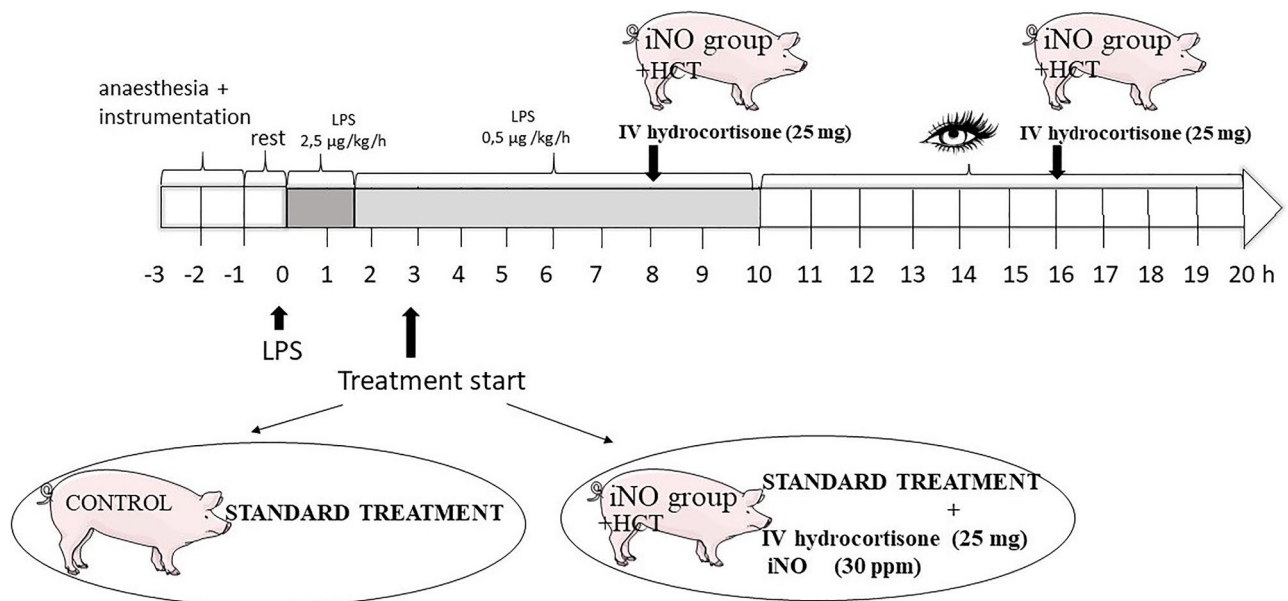 iNO group
+HCT
iNO group
+HCT
anaesthesia +
instrumentation
rest
LPS
2,5 µg/kg/h
LPS
0,5 µg/kg/h
IV hydrocortisone (25 mg)
IV hydrocortisone (25 mg)
-3 -2 -1 0 1 2 3 4 5 6 7 8 9 10 11 12 13 14 15 16 17 18 19 20 h
LPS
Treatment start
CONTROL
STANDARD TREATMENT
iNO group
+HCT
STANDARD TREATMENT
+
IV hydrocortisone (25 mg)
iNO (30 ppm)